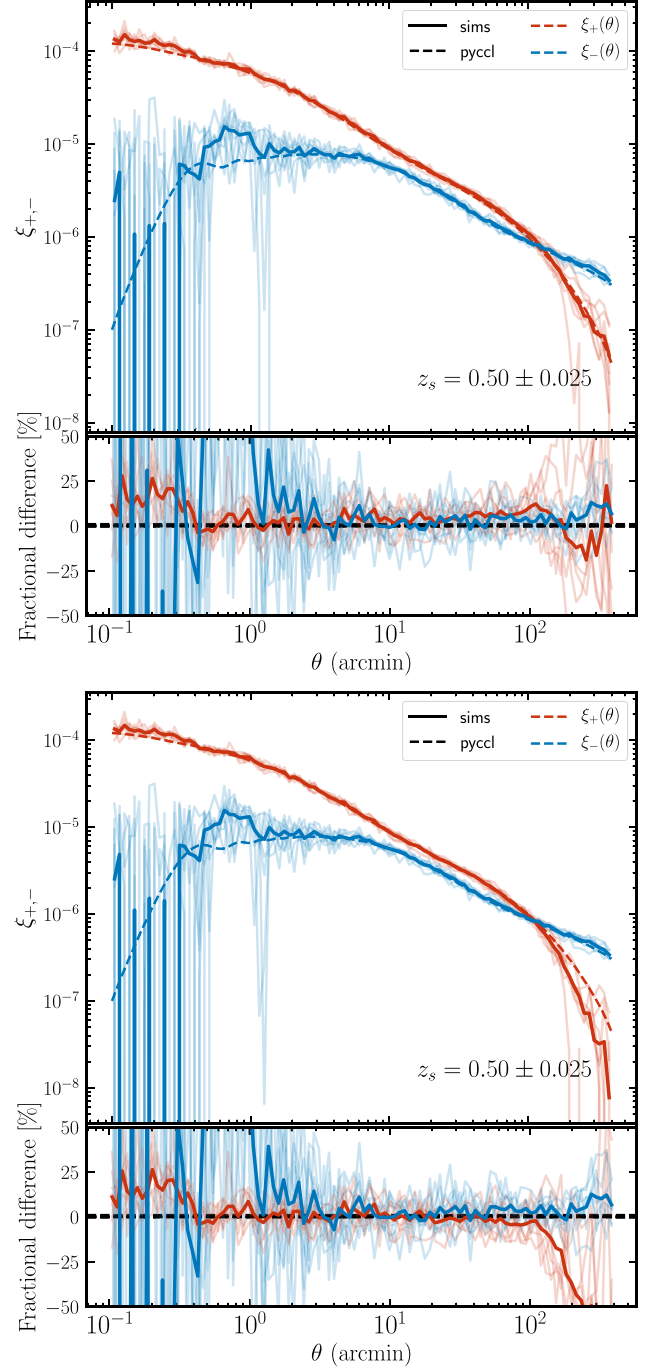 10⁻⁴
10⁻⁵
10⁻⁶
10⁻⁷
10⁻⁸
ξ₊,₋
sims
pyccl
ξ₊(θ)
ξ₋(θ)
z_s = 0.50 ± 0.025
50
25
0
−25
−50
Fractional difference [%]
10⁻¹ 10⁰ 10¹ 10²
θ (arcmin)
10⁻⁴
10⁻⁵
10⁻⁶
10⁻⁷
10⁻⁸
ξ₊,₋
sims
pyccl
ξ₊(θ)
ξ₋(θ)
z_s = 0.50 ± 0.025
50
25
0
−25
−50
Fractional difference [%]
10⁻¹ 10⁰ 10¹ 10²
θ (arcmin)